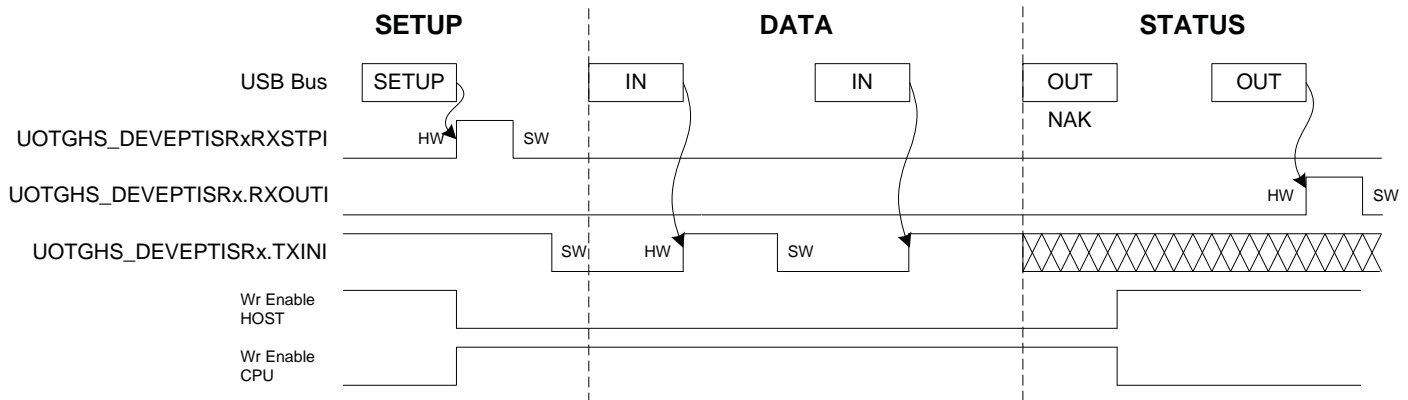 SETUP DATA STATUS
USB Bus SETUP IN IN OUT OUT
NAK
UOTGHS_DEVEPTISRxRXSTPI HW SW
UOTGHS_DEVEPTISRx.RXOUTI HW SW
UOTGHS_DEVEPTISRx.TXINI SW HW SW
Wr Enable
HOST
Wr Enable
CPU